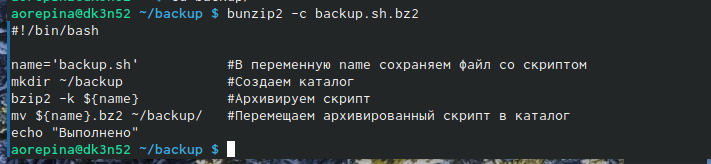 aorepina@dk3n52 ~/backup $ bunzip2 -c backup.sh.bz2
#!/bin/bash
name='backup.sh' #В переменную name сохраняем файл со скриптом
mkdir ~/backup #Создаем каталог
bzip2 -k ${name} #Архивируем скрипт
mv ${name}.bz2 ~/backup/ #Перемещаем архивированный скрипт в каталог
echo "Выполнено"
aorepina@dk3n52 ~/backup $